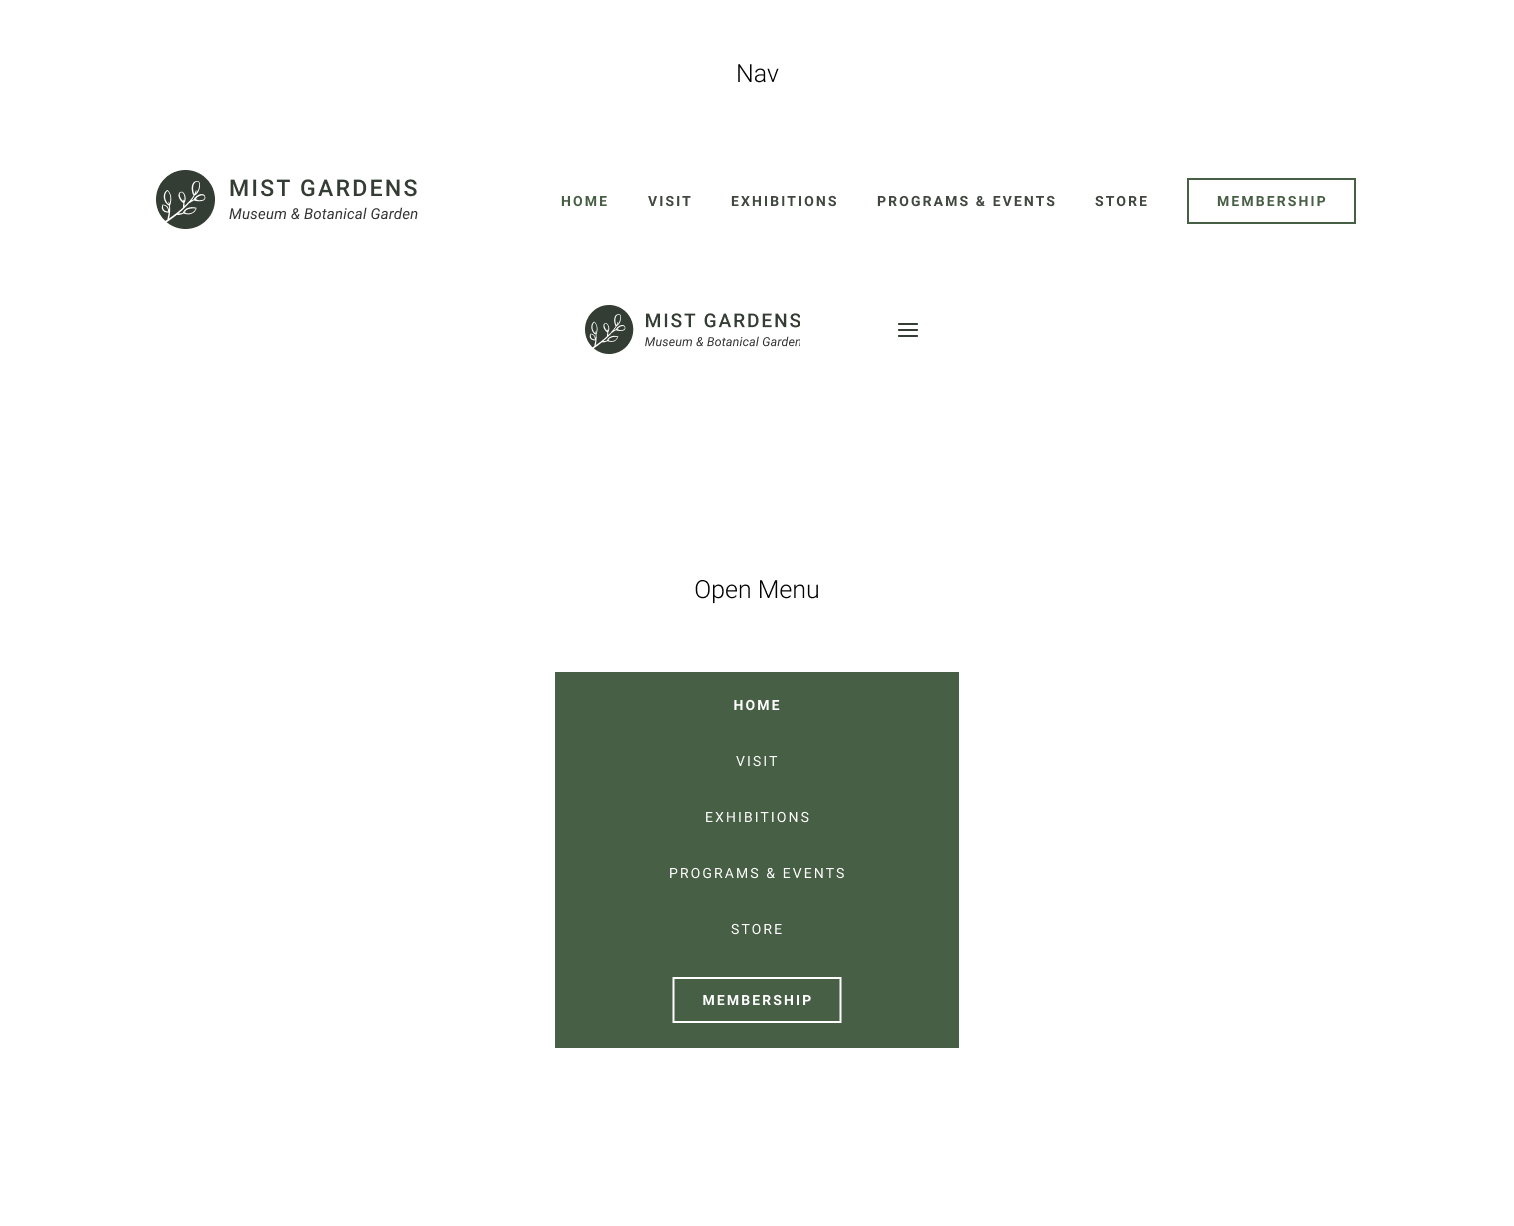 Nav
MIST GARDENS
Museum & Botanical Garden
HOME
VISIT
EXHIBITIONS
PROGRAMS & EVENTS
STORE
MEMBERSHIP
MIST GARDENS
Museum & Botanical Garden
Open Menu
HOME
VISIT
EXHIBITIONS
PROGRAMS & EVENTS
STORE
MEMBERSHIP